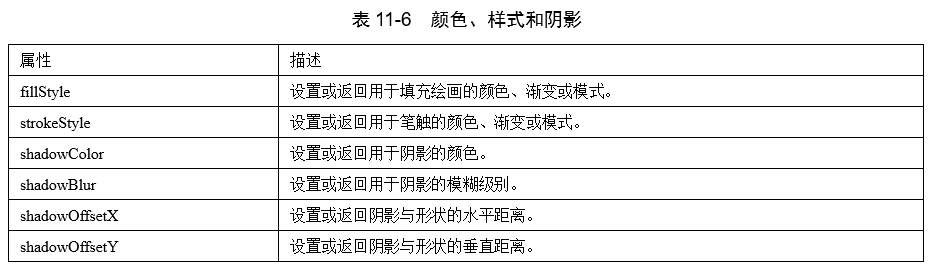 表 11-6 颜色、样式和阴影
属性 描述
fillStyle 设置或返回用于填充绘画的颜色、渐变或模式。
strokeStyle 设置或返回用于笔触的颜色、渐变或模式。
shadowColor 设置或返回用于阴影的颜色。
shadowBlur 设置或返回用于阴影的模糊级别。
shadowOffsetX 设置或返回阴影与形状的水平距离。
shadowOffsetY 设置或返回阴影与形状的垂直距离。